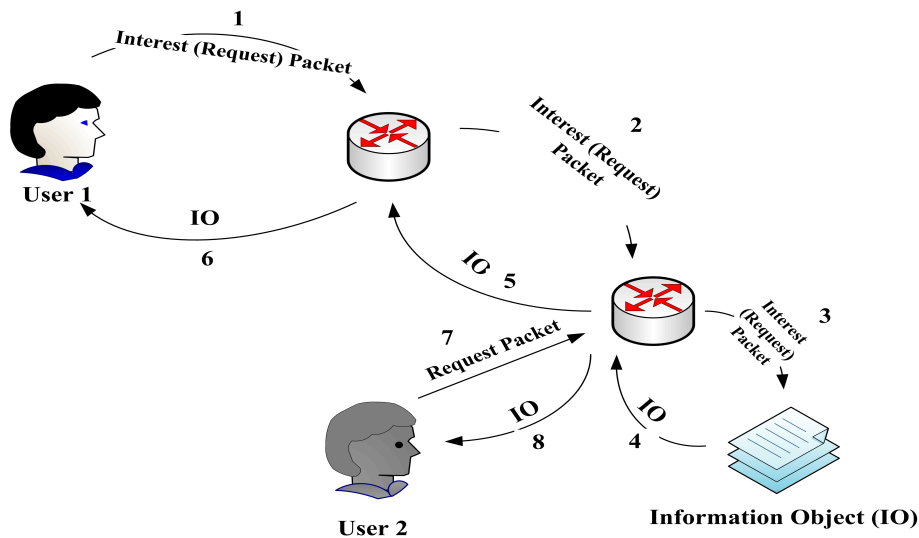 1
Interest (Request) Packet
User 1
2
Interest (Request)
Packet
IO
6
IO
5
3
Interest
(Request)
Packet
7
Request Packet
IO
8
IO
4
User 2
Information Object (IO)